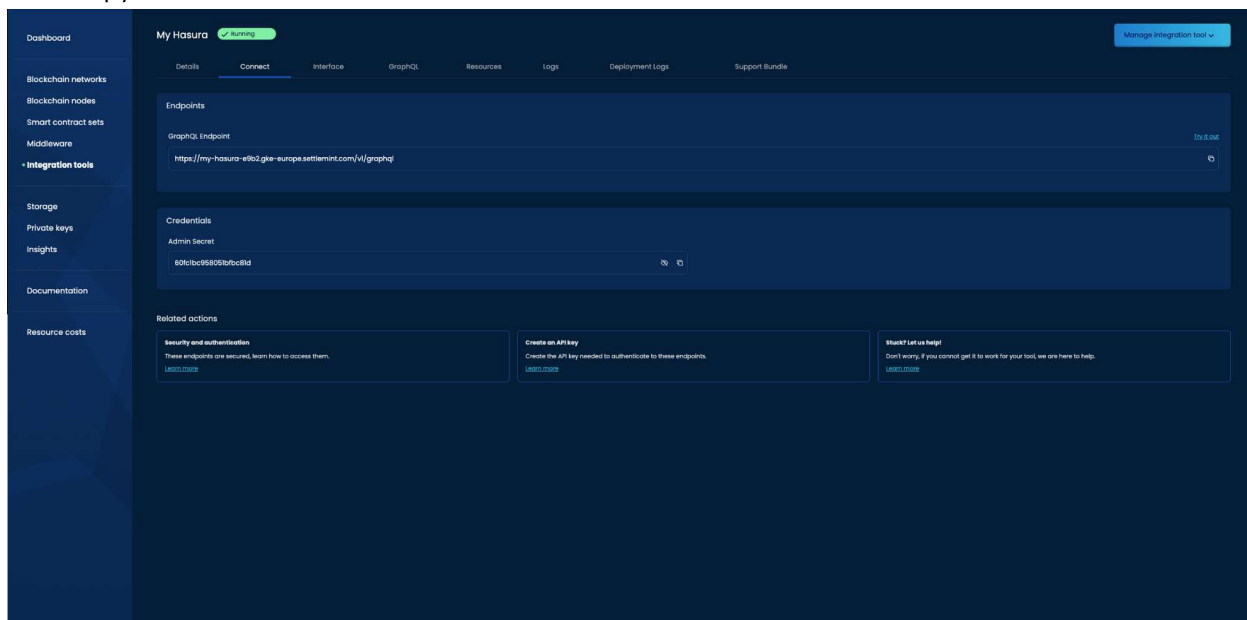 My Hasura
Running
Manage integration tool
Dashboard
Blockchain networks
Blockchain nodes
Smart contract sets
Middleware
Integration tools
Storage
Private keys
Insights
Documentation
Resource costs
Details
Connect
Interface
GraphQL
Resources
Logs
Deployment Logs
Support Bundle
Endpoints
GraphQL Endpoint
Try it out
https://my-hasura-e9b2.gke-europe.settlemint.com/v1/graphql
Credentials
Admin Secret
60fc1bc958051bfbc81d
Related actions
Security and authentication
These endpoints are secured, learn how to access them.
Learn more
Create an API key
Create the API key needed to authenticate to these endpoints.
Learn more
Stuck? Let us help!
Don't worry, if you cannot get it to work for your tool, we are here to help.
Learn more